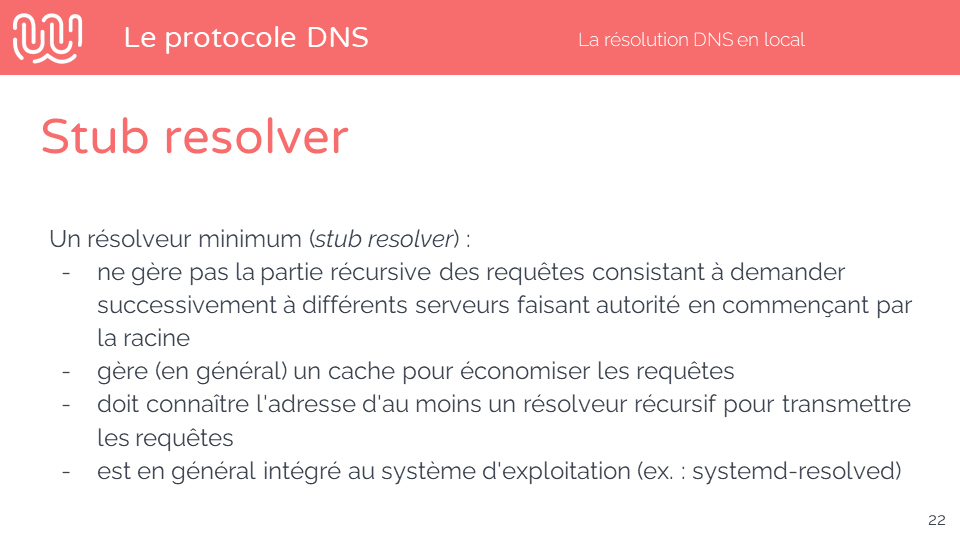 Le protocole DNS
La résolution DNS en local
Stub resolver
Un résolveur minimum (stub resolver) :
- ne gère pas la partie récursive des requêtes consistant à demander
successivement à différents serveurs faisant autorité en commençant par
la racine
- gère (en général) un cache pour économiser les requêtes
- doit connaître l'adresse d'au moins un résolveur récursif pour transmettre
les requêtes
- est en général intégré au système d'exploitation (ex. : systemd-resolved)
22